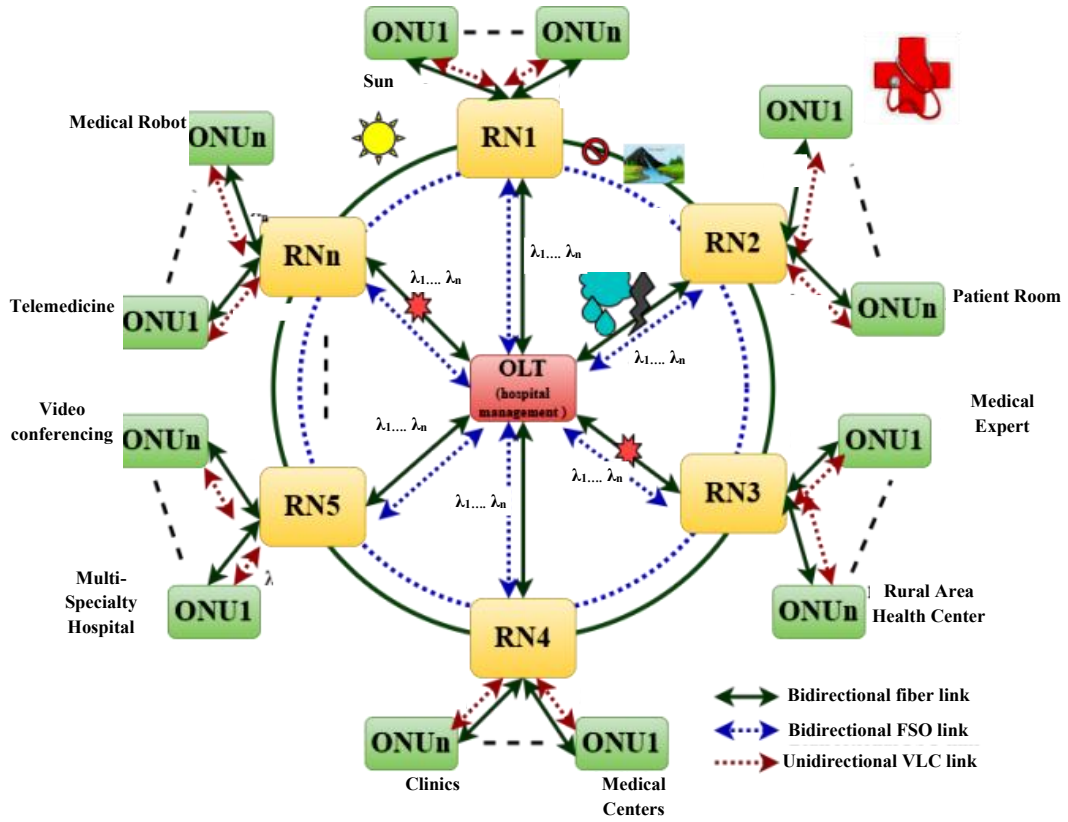 ONU1
ONUn
Sun
Medical Robot
ONUn
RN1
ONU1
n
RNn
RN2
λ1.... λn
λ1.... λn
Telemedicine
ONU1
ONUn
Patient Room
λ1.... λn
OLT
(hospital
management )
Video
conferencing
ONUn
λ1.... λn
Medical
Expert
ONU1
λ1.... λn
RN5
λ1.... λn
RN3
Multi-
Specialty
Hospital
λ
ONU1
Rural Area
Health Center
ONUn
RN4
Bidirectional fiber link
Bidirectional FSO link
Unidirectional VLC link
ONUn
ONU1
Clinics
Medical
Centers